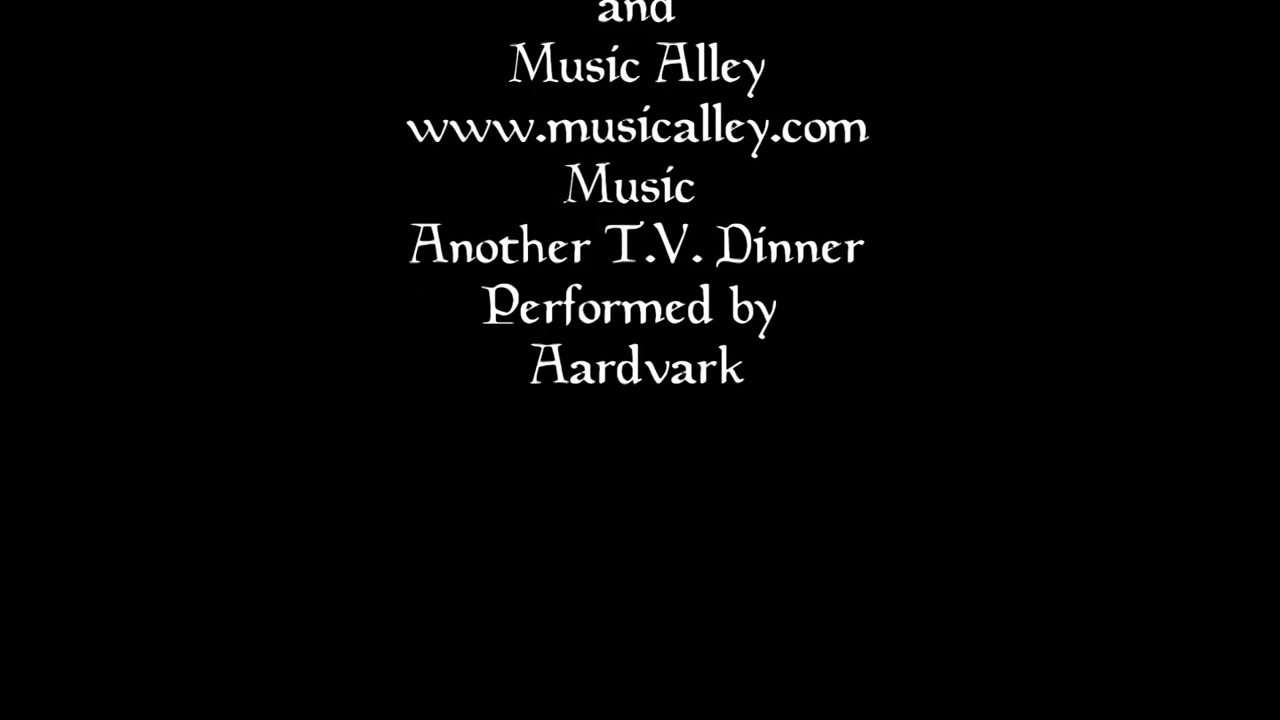 and
Music Alley
www.musicalley.com
Music
Another T.V. Dinner
Performed by
Aardvark